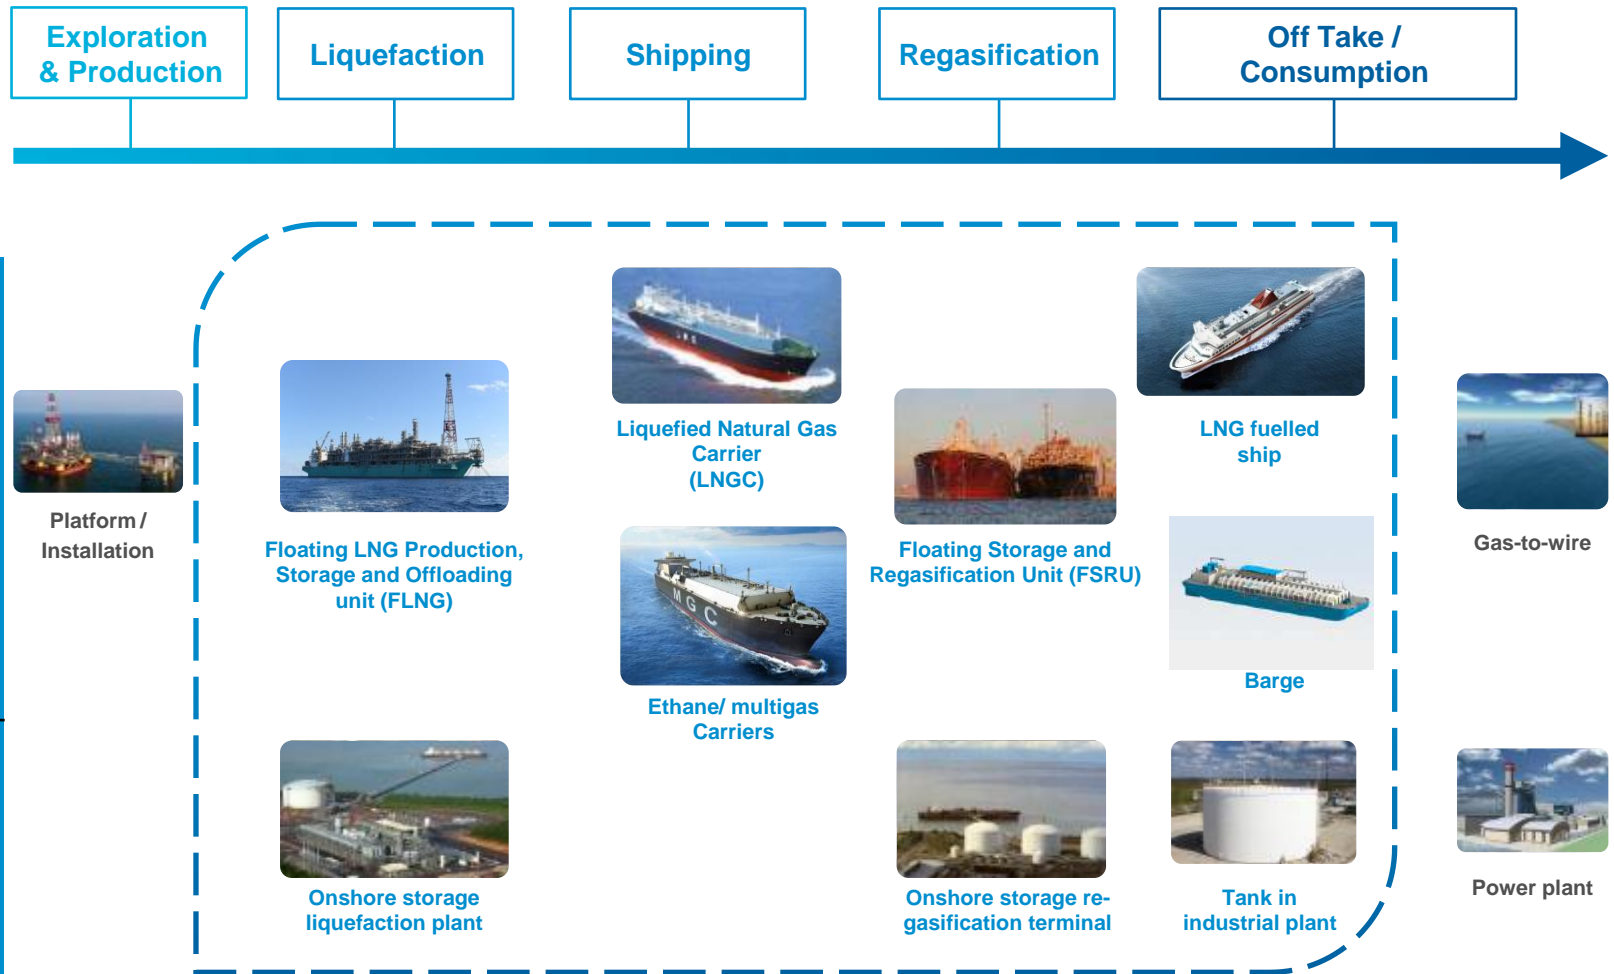 Exploration
& Production
Liquefaction
Shipping
Regasification
Off Take /
Consumption
Platform /
Installation
Floating LNG Production,
Storage and Offloading
unit (FLNG)
Liquefied Natural Gas
Carrier
(LNGC)
MGC
Ethane/ multigas
Carriers
Floating Storage and
Regasification Unit (FSRU)
LNG fuelled
ship
Barge
Gas-to-wire
Onshore storage
liquefaction plant
Onshore storage re-
gasification terminal
Tank in
industrial plant
Power plant